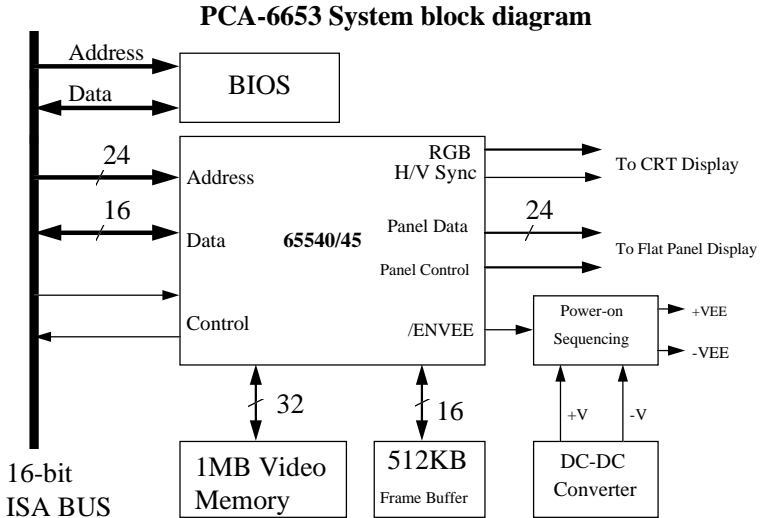 PCA-6653 System block diagram
Address
BIOS
Data
24
Address
16
Data
65540/45
Control
RGB
H/V Sync
To CRT Display
Panel Data
24
Panel Control
To Flat Panel Display
/ENVEE
Power-on
Sequencing
+VEE
-VEE
32
16
+V
-V
1MB Video
Memory
512KB
Frame Buffer
DC-DC
Converter
16-bit
ISA BUS